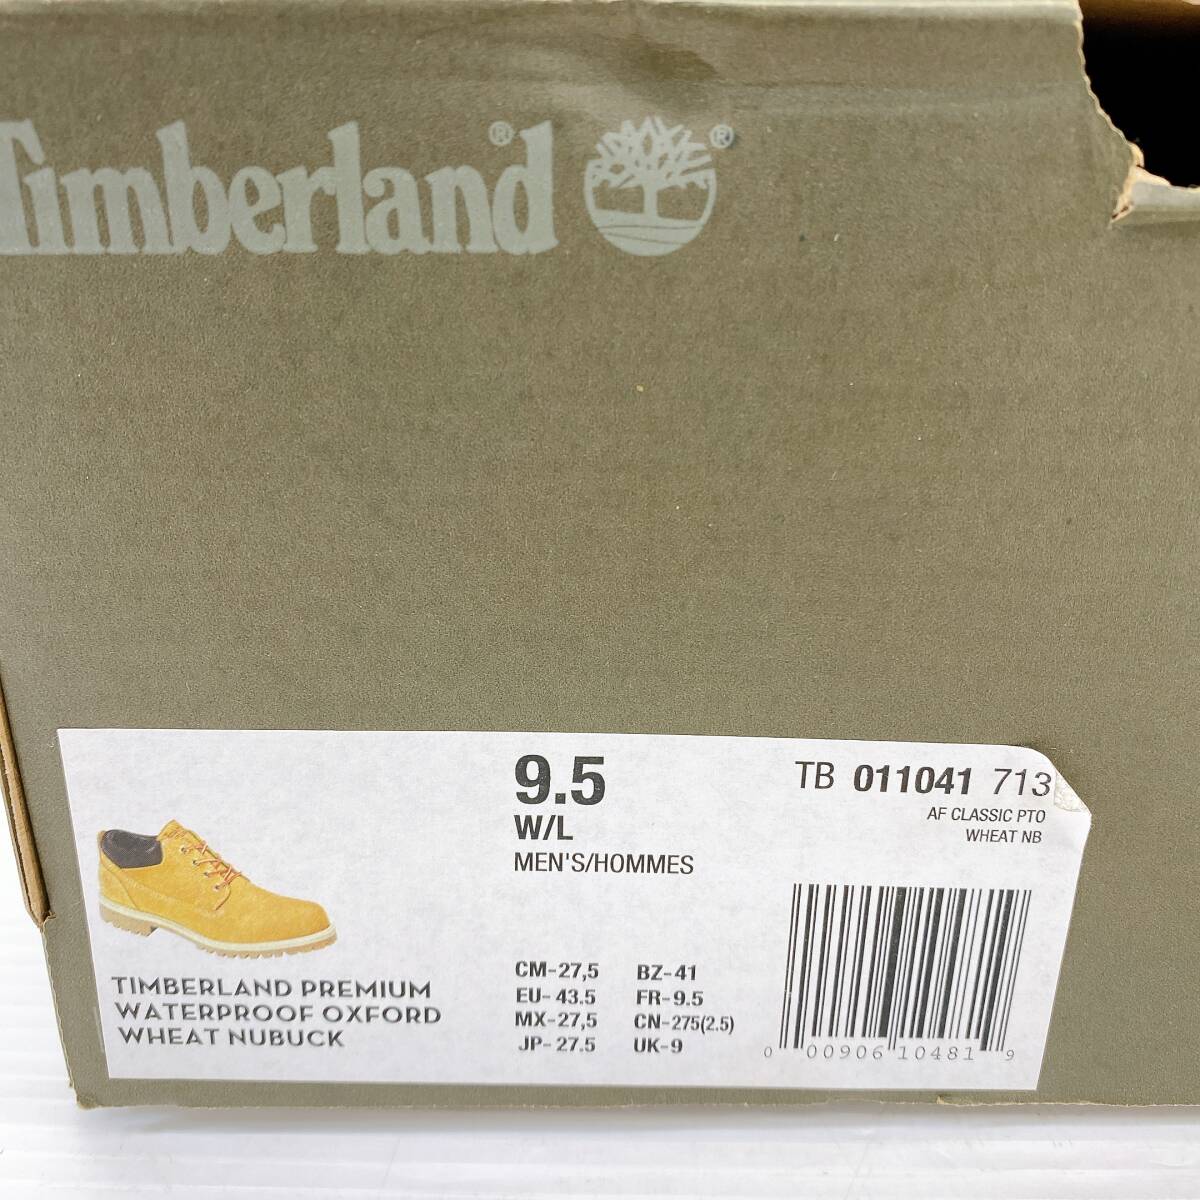 Timberland ® ®
9.5
W/L
MEN'S/HOMMES
TB 011041 713
AF CLASSIC PTO
WHEAT NB
TIMBERLAND PREMIUM
WATERPROOF OXFORD
WHEAT NUBUCK
CM-27,5 BZ-41
EU-43.5 FR-9.5
MX-27,5 CN-275(2.5)
JP-27.5 UK-9
0 00906 10481 9